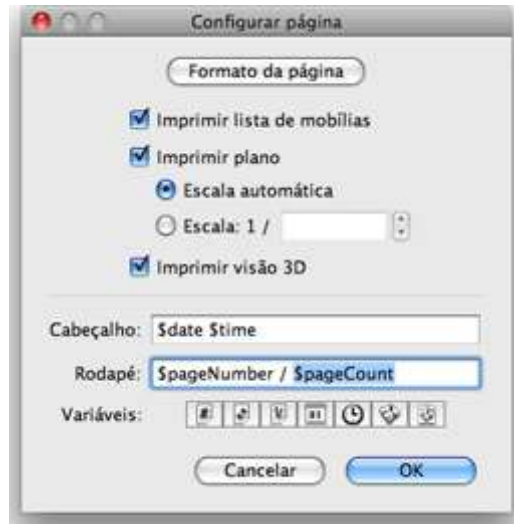 Configurar página
Formato da página
Imprimir lista de mobílias
Imprimir plano
Escala automática
Escala: 1 /
Imprimir visão 3D
Cabeçalho: $date $time
Rodapé: $pageNumber / $pageCount
Variáveis:
Cancelar OK